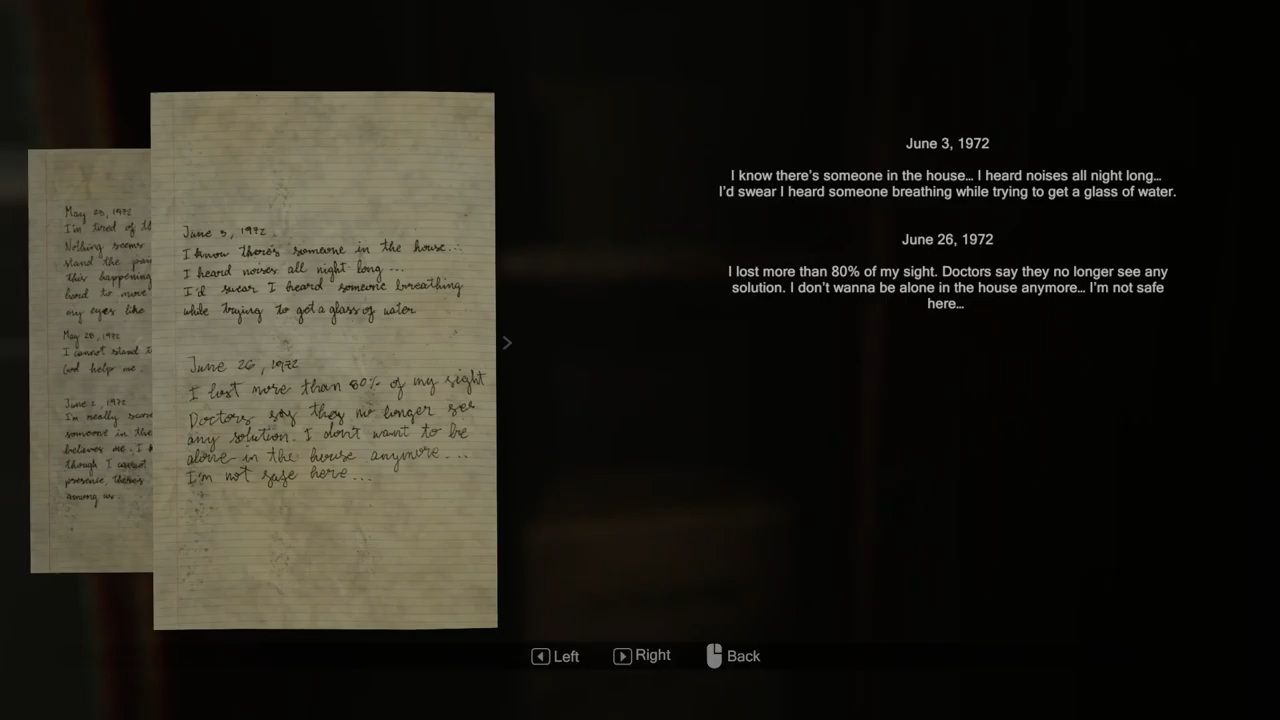 May 23, 1972
I'm tired of th
Nothing seems
stand the pain
this happening
hard to move
my eyes like
May 28, 1972
I cannot stand t
God help me.
June 2, 1972
I'm really scare
someone in the
believes me. I k
though I cannot
presence, theres
among us.
June 3, 1972
I know there's someone in the house...
I heard noises all night long...
I'd swear I heard someone breathing
while trying to get a glass of water
June 26, 1972
I lost more than 80% of my sight
Doctors say they no longer see
any solution. I don't want to be
alone in the house anymore...
I'm not safe here...
June 3, 1972
I know there's someone in the house... I heard noises all night long...
I'd swear I heard someone breathing while trying to get a glass of water.
June 26, 1972
I lost more than 80% of my sight. Doctors say they no longer see any
solution. I don't wanna be alone in the house anymore... I'm not safe
here...
Left Right Back